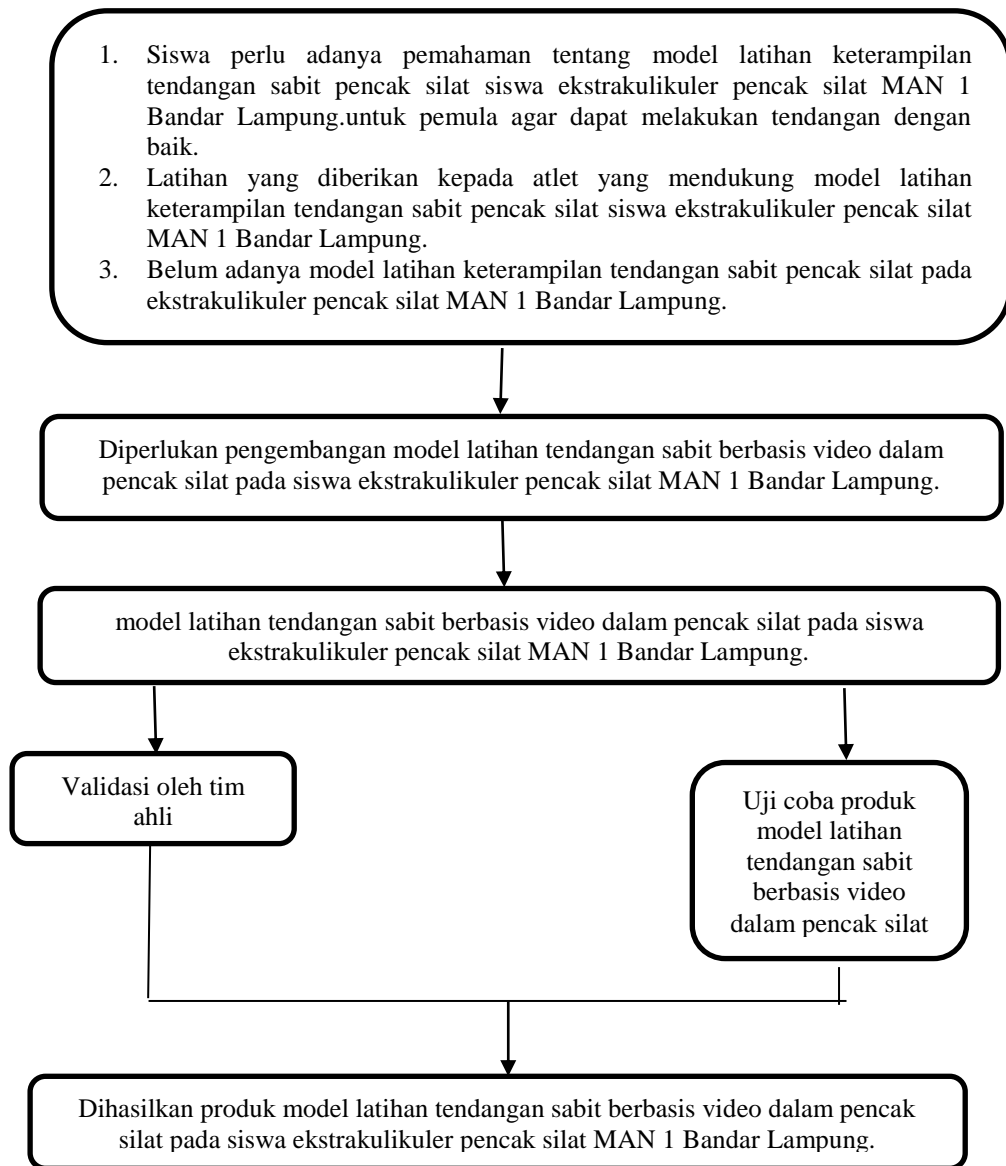 1. Siswa perlu adanya pemahaman tentang model latihan keterampilan
tendangan sabit pencak silat siswa ekstrakulikuler pencak silat MAN 1
Bandar Lampung.untuk pemula agar dapat melakukan tendangan dengan
baik.
2. Latihan yang diberikan kepada atlet yang mendukung model latihan
keterampilan tendangan sabit pencak silat siswa ekstrakulikuler pencak silat
MAN 1 Bandar Lampung.
3. Belum adanya model latihan keterampilan tendangan sabit pencak silat pada
ekstrakulikuler pencak silat MAN 1 Bandar Lampung.
Diperlukan pengembangan model latihan tendangan sabit berbasis video dalam
pencak silat pada siswa ekstrakulikuler pencak silat MAN 1 Bandar Lampung.
model latihan tendangan sabit berbasis video dalam pencak silat pada siswa
ekstrakulikuler pencak silat MAN 1 Bandar Lampung.
Validasi oleh tim
ahli
Uji coba produk
model latihan
tendangan sabit
berbasis video
dalam pencak silat
Dihasilkan produk model latihan tendangan sabit berbasis video dalam pencak
silat pada siswa ekstrakulikuler pencak silat MAN 1 Bandar Lampung.